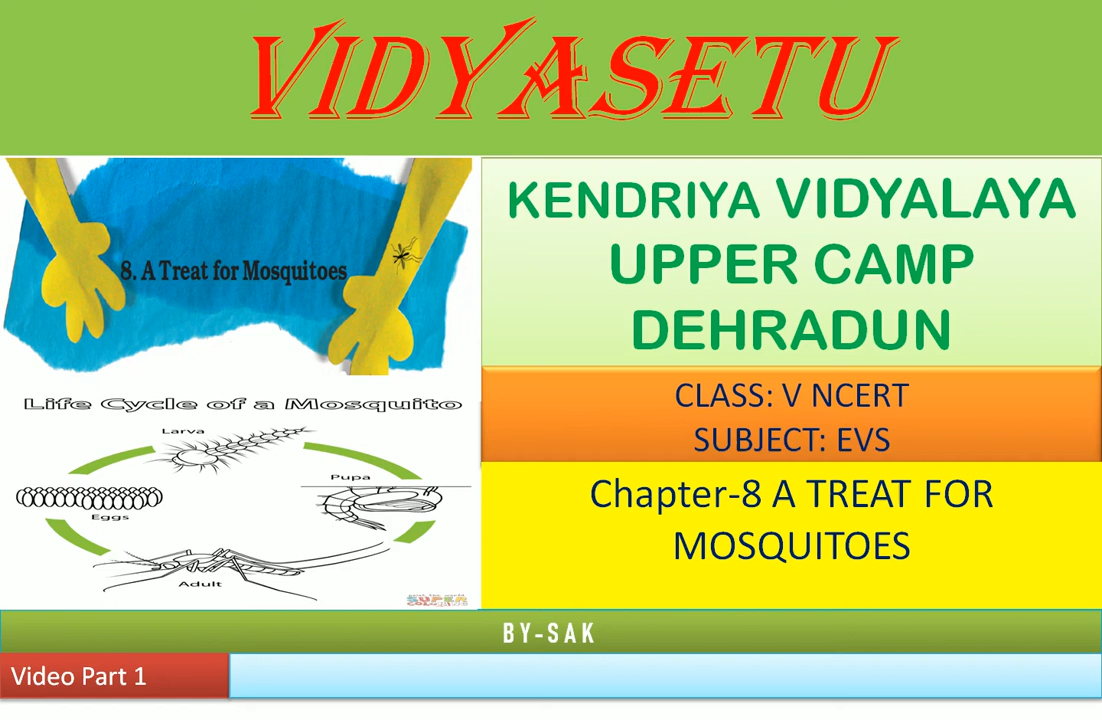 VIDYASETU
8. A Treat for Mosquitoes
Life Cycle of a Mosquito
Larva
Pupa
Eggs
Adult
KENDRIYA VIDYALAYA
UPPER CAMP
DEHRADUN
CLASS: V NCERT
SUBJECT: EVS
Chapter-8 A TREAT FOR
MOSQUITOES
BY-SAK
Video Part 1